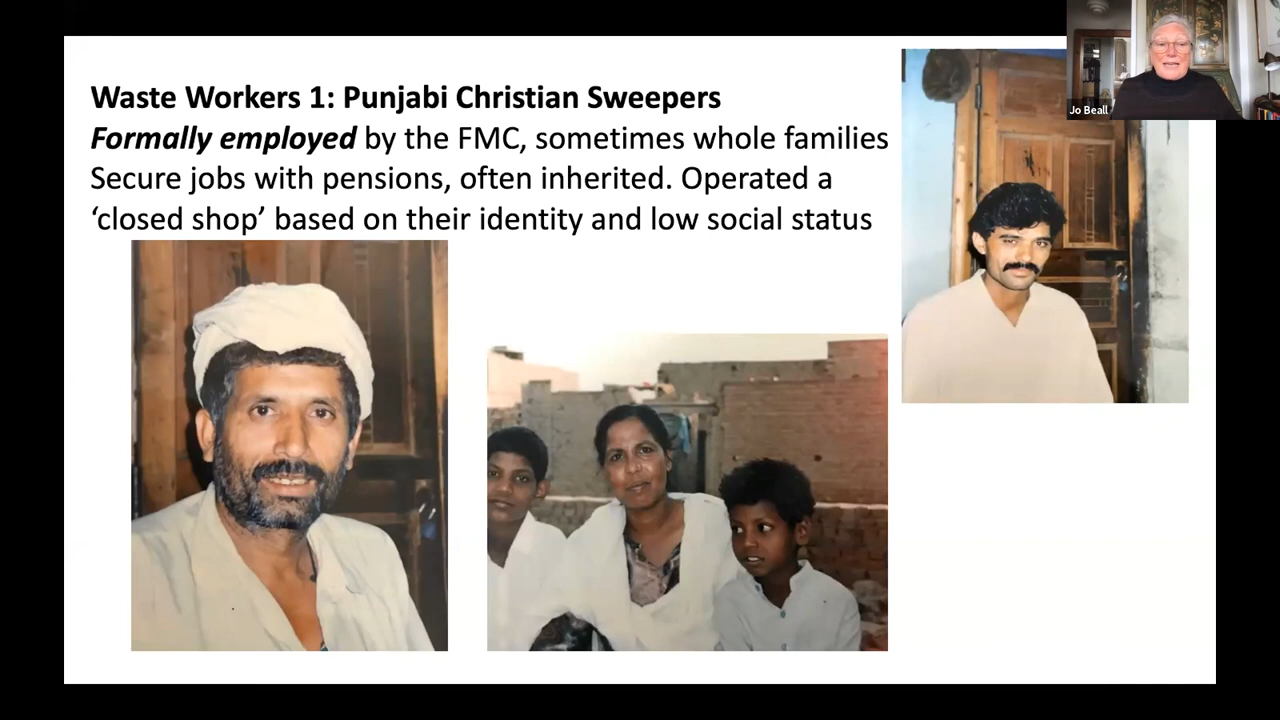 Waste Workers 1: Punjabi Christian Sweepers
Formally employed by the FMC, sometimes whole families
Secure jobs with pensions, often inherited. Operated a
‘closed shop’ based on their identity and low social status
Jo Beall